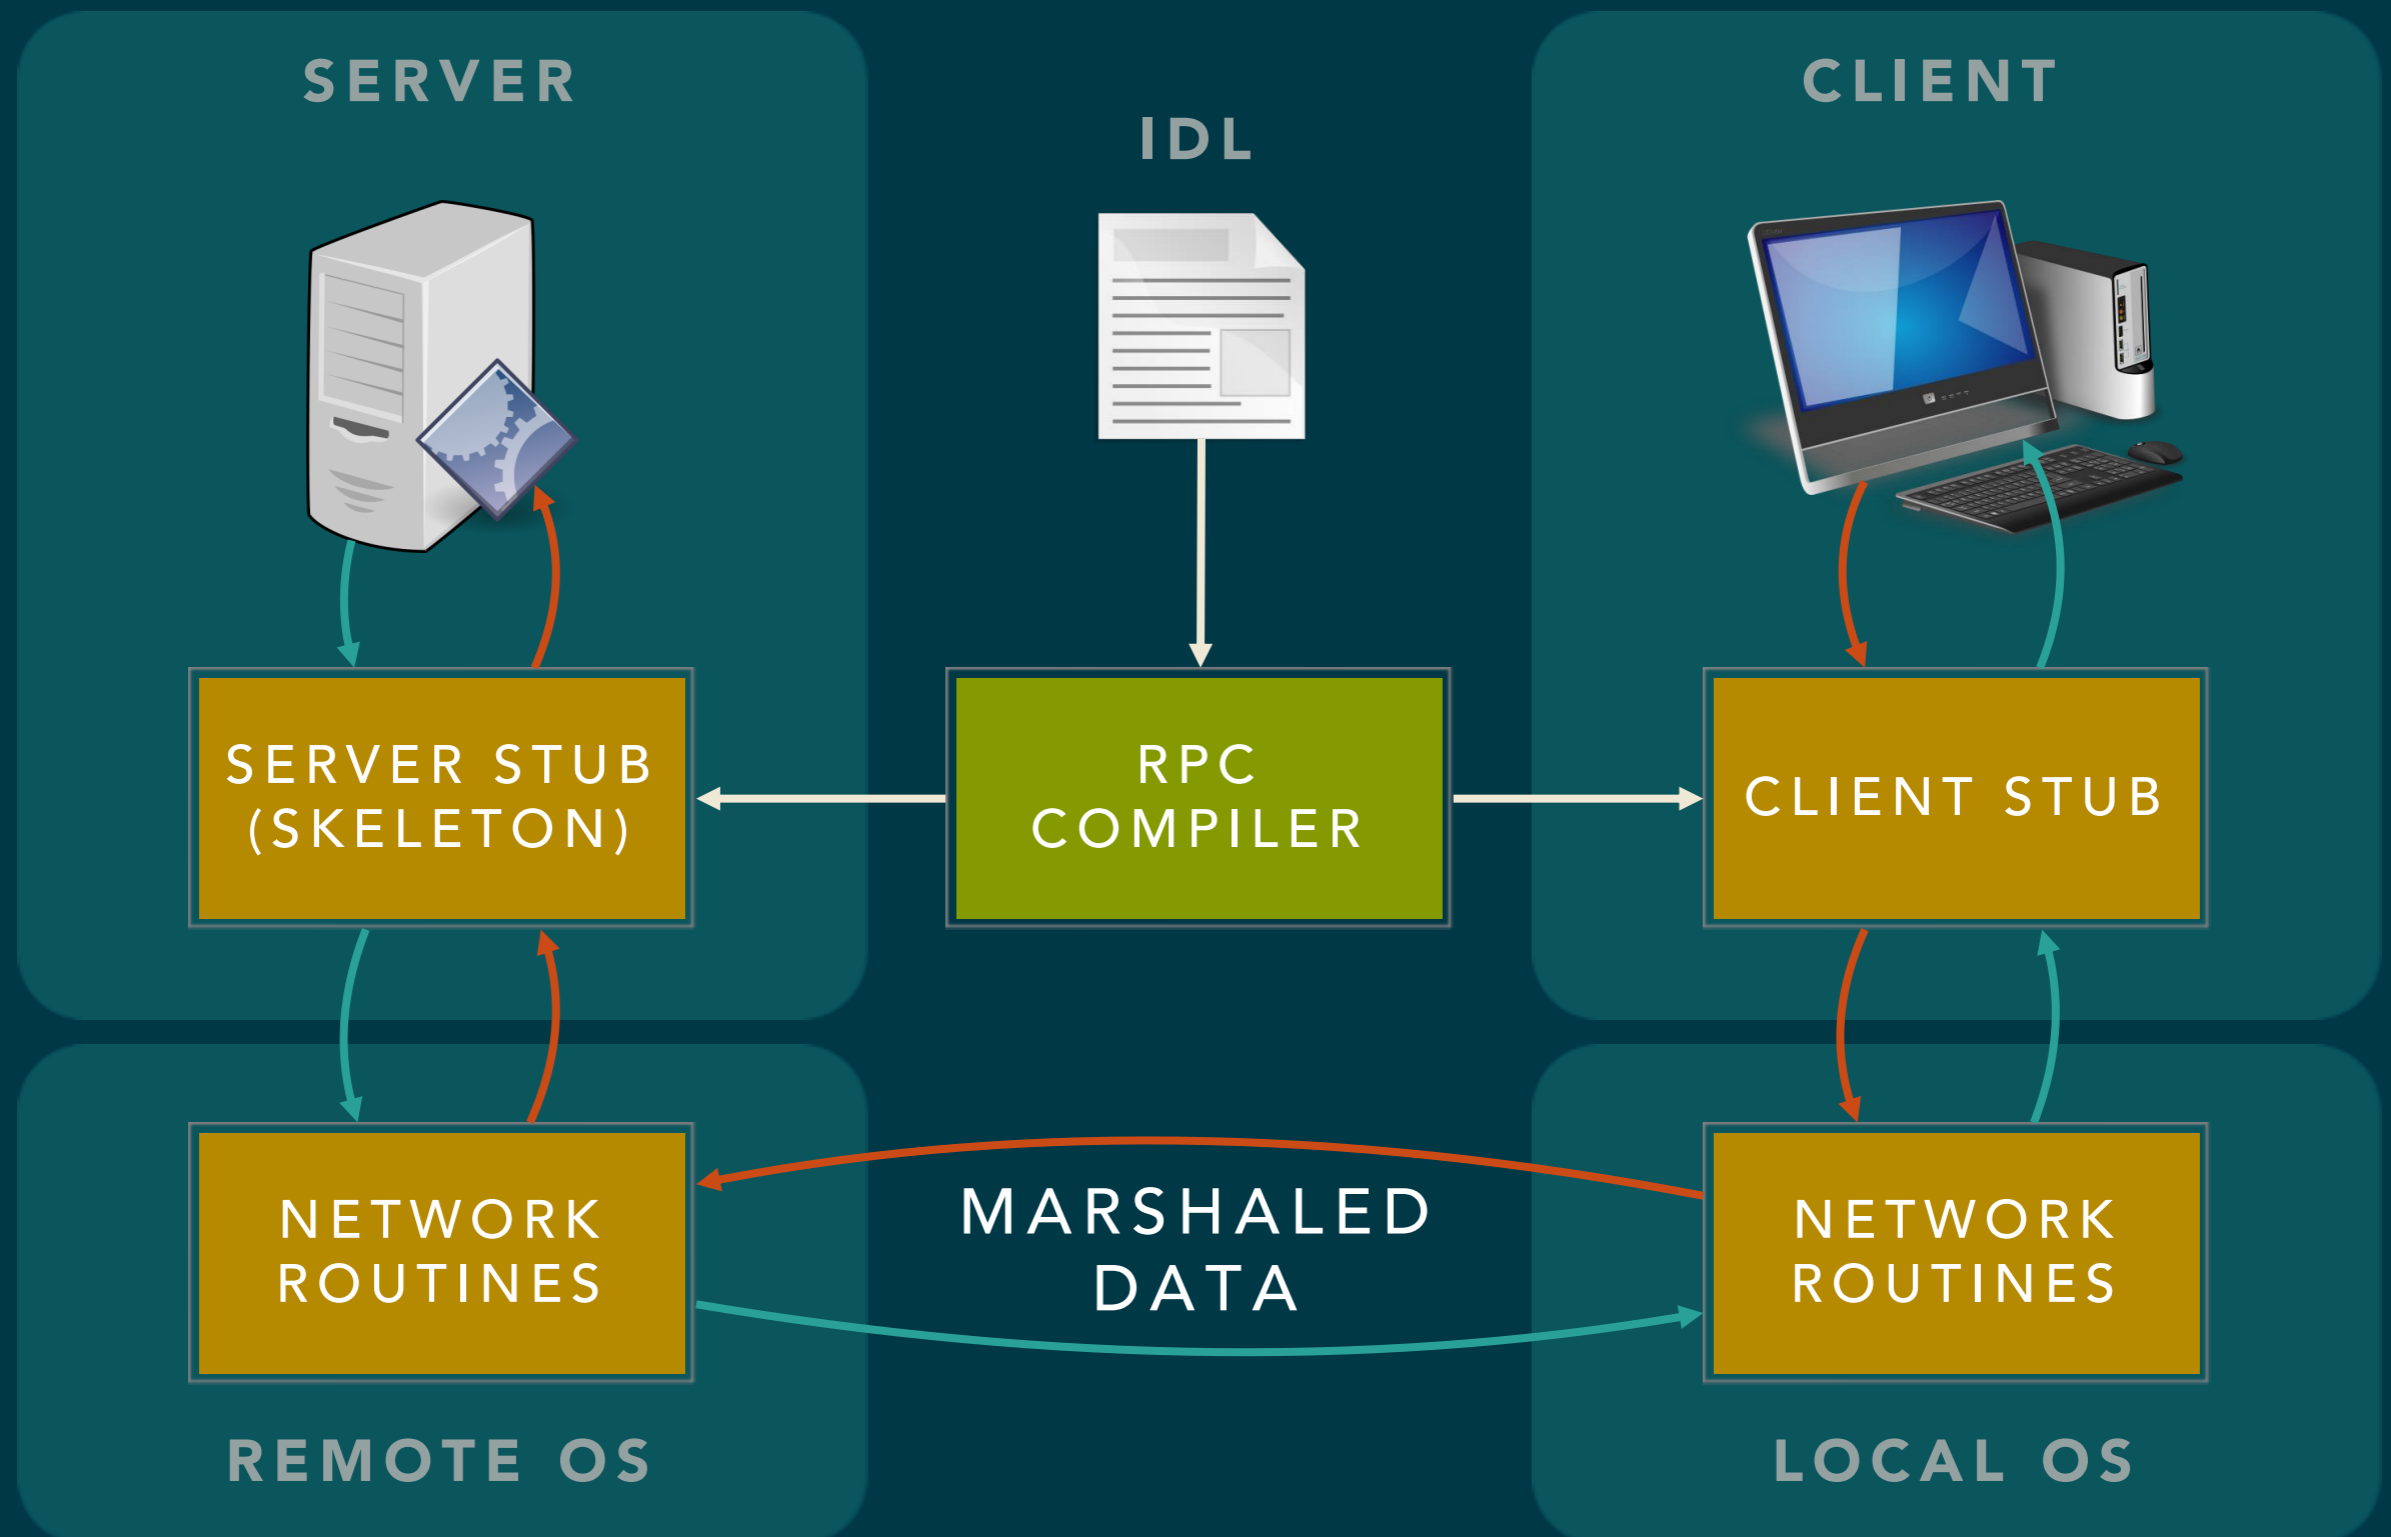 SERVER
IDL
CLIENT
SERVER STUB
(SKELETON)
RPC
COMPILER
CLIENT STUB
NETWORK
ROUTINES
MARSHALED
DATA
NETWORK
ROUTINES
REMOTE OS
LOCAL OS